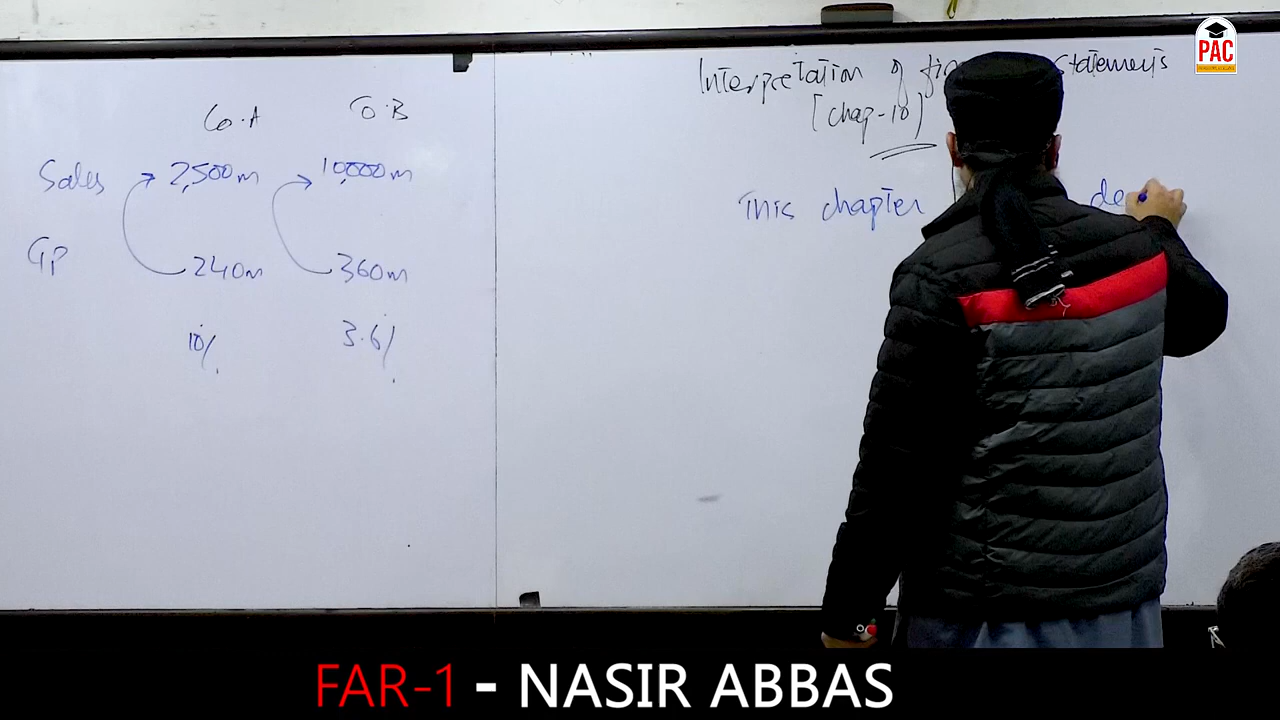 Co.A Co.B
Sales 2,500m 10,000m
GP 240m 360m
10% 3.6%
Interpretation of statements
[chap-10]
This chapter de
PAC
FAR-1 - NASIR ABBAS